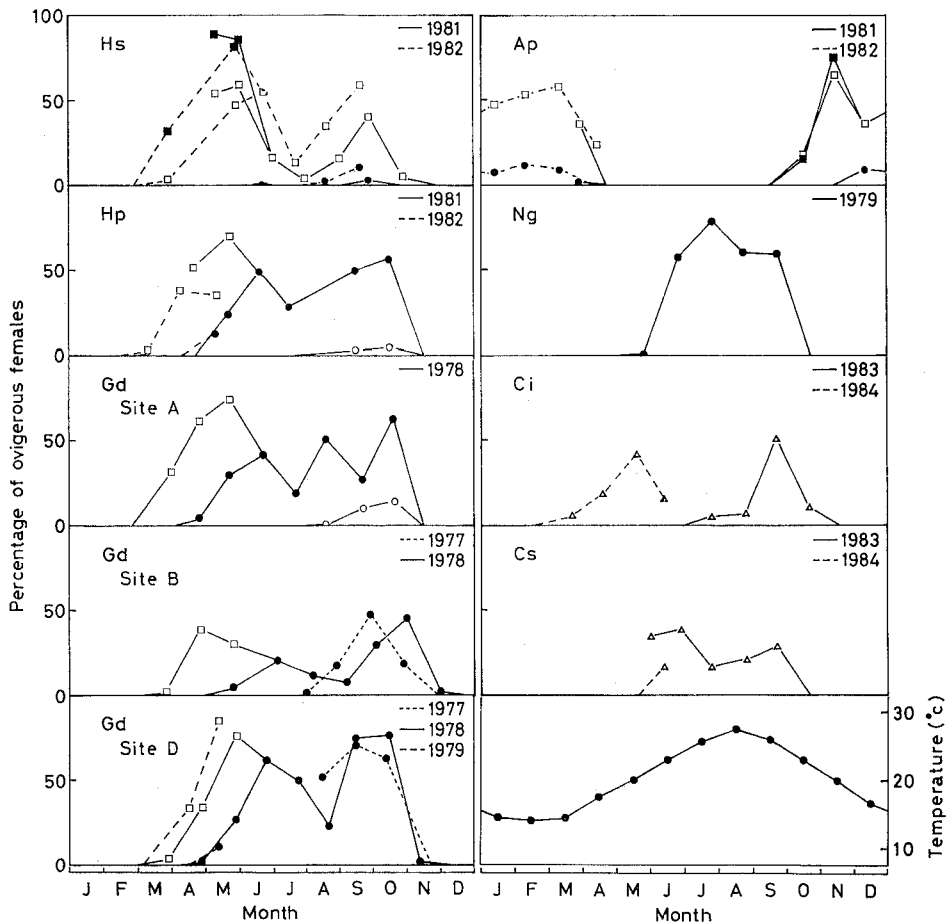 Percentage of ovigerous females
100
50
0
Hs
1981
1982
50
0
Hp
1981
1982
50
0
Gd
Site A
1978
50
0
Gd
Site B
1977
1978
50
0
Gd
Site D
1977
1978
1979
J F M A M J J A S O N D
Month
Ap
1981
1982
Ng
1979
Ci
1983
1984
Cs
1983
1984
30
20
10
Temperature (°c)
J F M A M J J A S O N D
Month